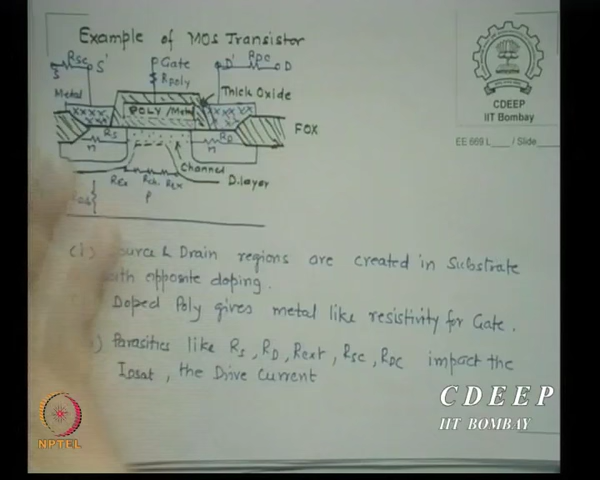 Example of MOS Transistor
Rsc S' Gate D' RDC D
S
Rpoly
Metal
Thick Oxide
POLY/Metal
FOX
Rs RD
n n
Channel
Rex Rch Rex
D.layer
P
(i) Source & Drain regions are created in Substrate
with opposite doping.
Doped Poly gives metal like resistivity for Gate.
) Parasitics like Rs, RD, Rext, Rsc, RDC impact the
Idsat, the Drive Current
CDEEP
IIT Bombay
EE 669 L___ / Slide___
NPTEL
CDEEP
IIT BOMBAY